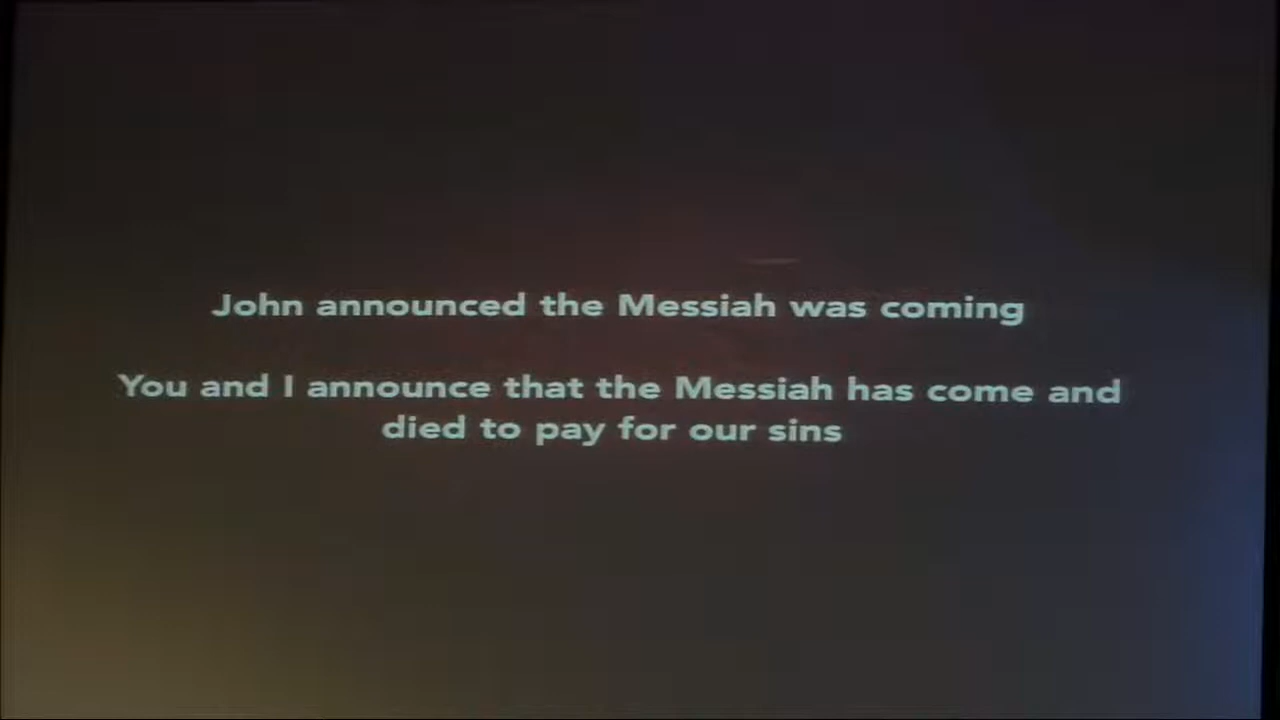 John announced the Messiah was coming
You and I announce that the Messiah has come and
died to pay for our sins